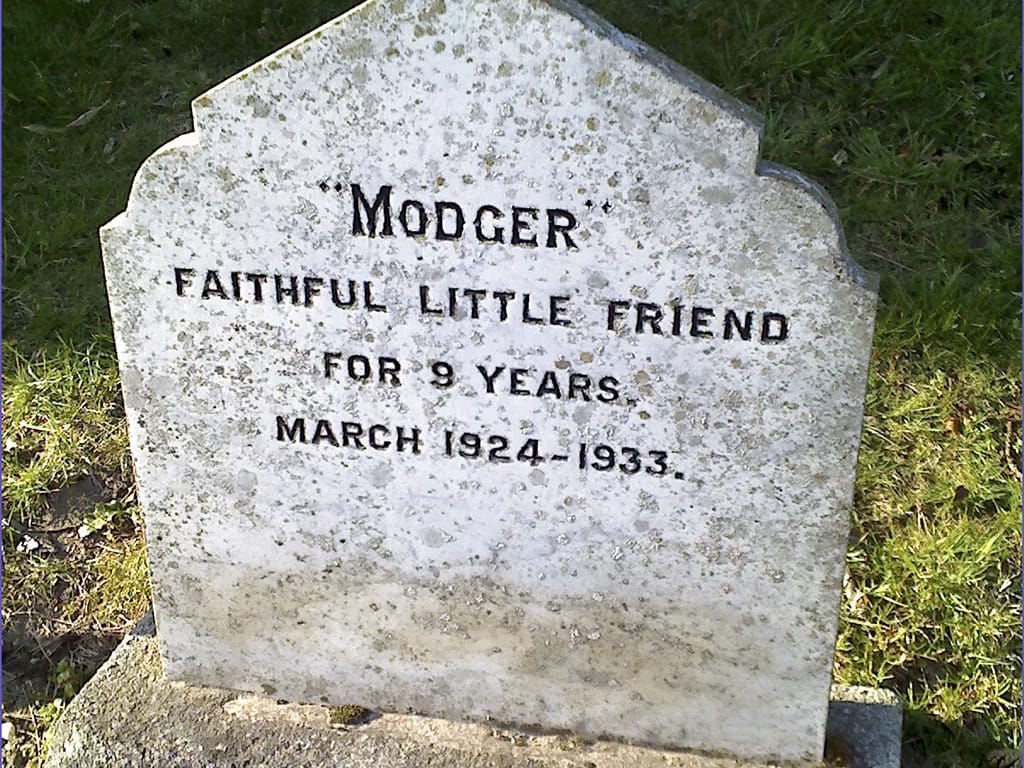 "MODGER"
FAITHFUL LITTLE FRIEND
FOR 9 YEARS.
MARCH 1924-1933.